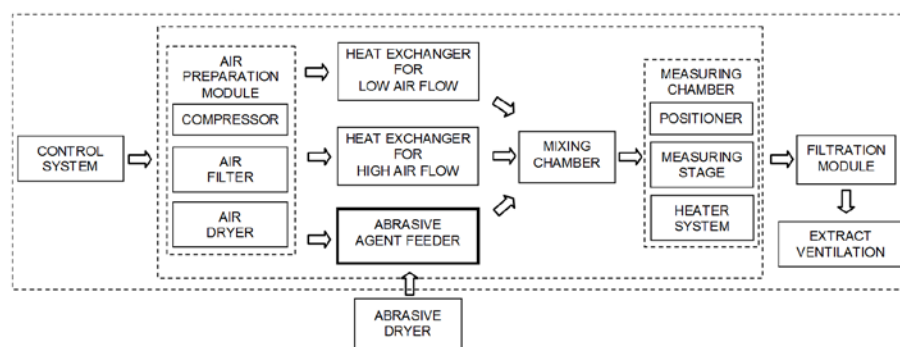 CONTROL
SYSTEM
AIR
PREPARATION
MODULE
COMPRESSOR
AIR
FILTER
AIR
DRYER
HEAT EXCHANGER
FOR
LOW AIR FLOW
HEAT EXCHANGER
FOR
HIGH AIR FLOW
ABRASIVE
AGENT FEEDER
ABRASIVE
DRYER
MIXING
CHAMBER
MEASURING
CHAMBER
POSITIONER
MEASURING
STAGE
HEATER
SYSTEM
FILTRATION
MODULE
EXTRACT
VENTILATION